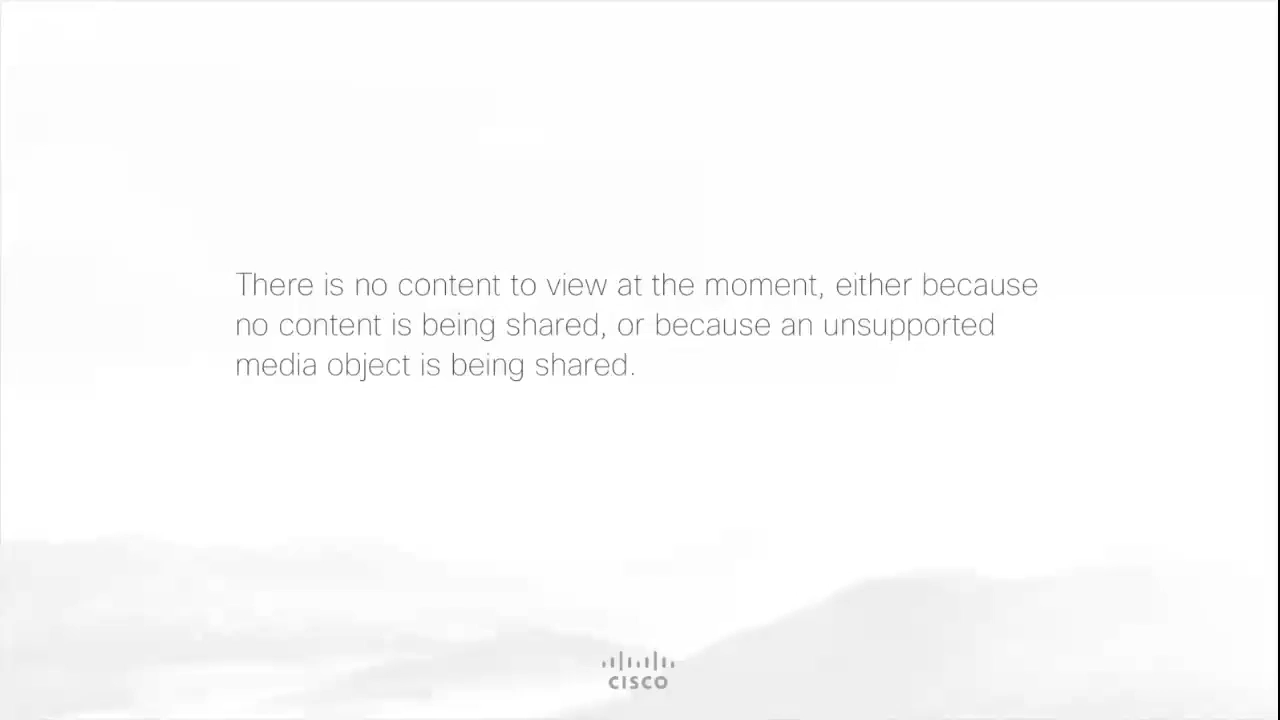 There is no content to view at the moment, either because
no content is being shared, or because an unsupported
media object is being shared.
CISCO